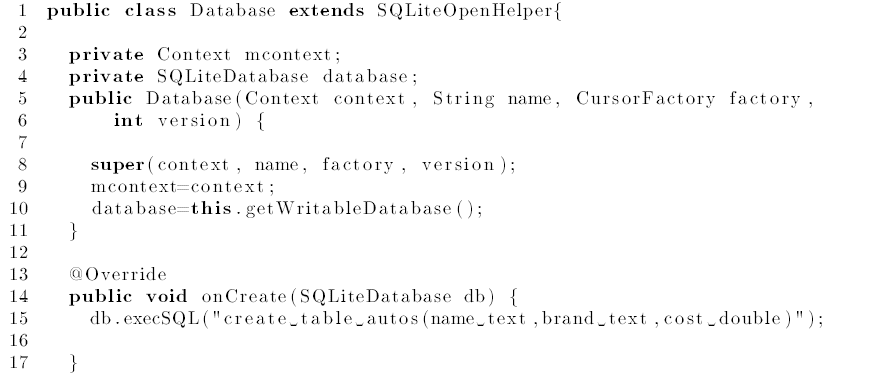 1 public class Database extends SQLiteOpenHelper{
2
3 private Context mcontext;
4 private SQLiteDatabase database;
5 public Database(Context context, String name, CursorFactory factory,
6 int version) {
7
8 super(context, name, factory, version);
9 mcontext=context;
10 database=this.getWritableDatabase();
11 }
12
13 @Override
14 public void onCreate(SQLiteDatabase db) {
15 db.execSQL("create␣table␣autos(name␣text,brand␣text,cost␣double)");
16
17 }